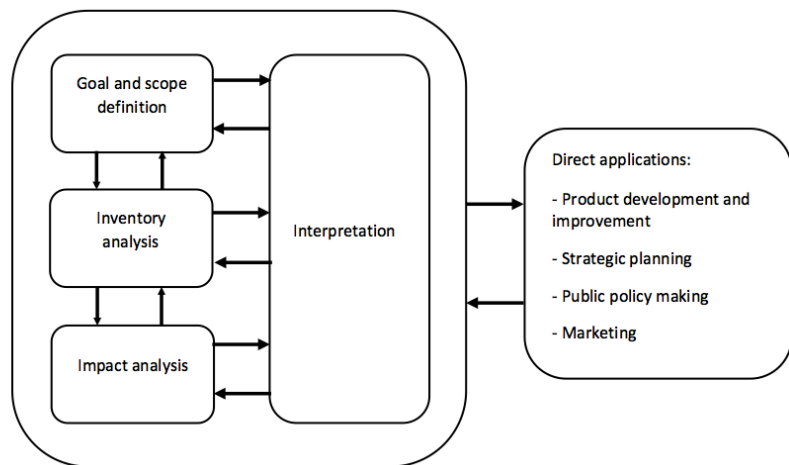 Goal and scope
definition
Inventory
analysis
Impact analysis
Interpretation
Direct applications:
- Product development and
improvement
- Strategic planning
- Public policy making
- Marketing